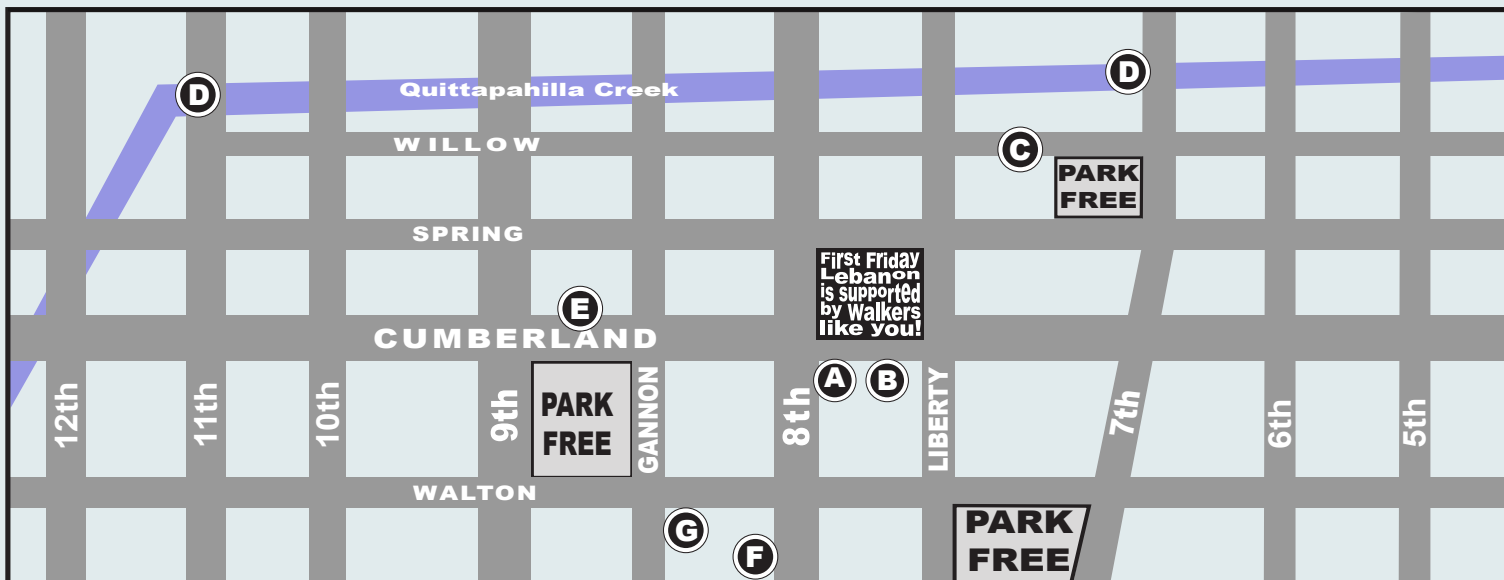 D
D
Quittapahilla Creek
WILLOW
C
PARK
FREE
SPRING
First Friday
Lebanon
is supported
by Walkers
like you!
E
CUMBERLAND
A
B
12th
11th
10th
9th
PARK
FREE
GANNON
8th
LIBERTY
7th
6th
5th
WALTON
G
F
PARK
FREE